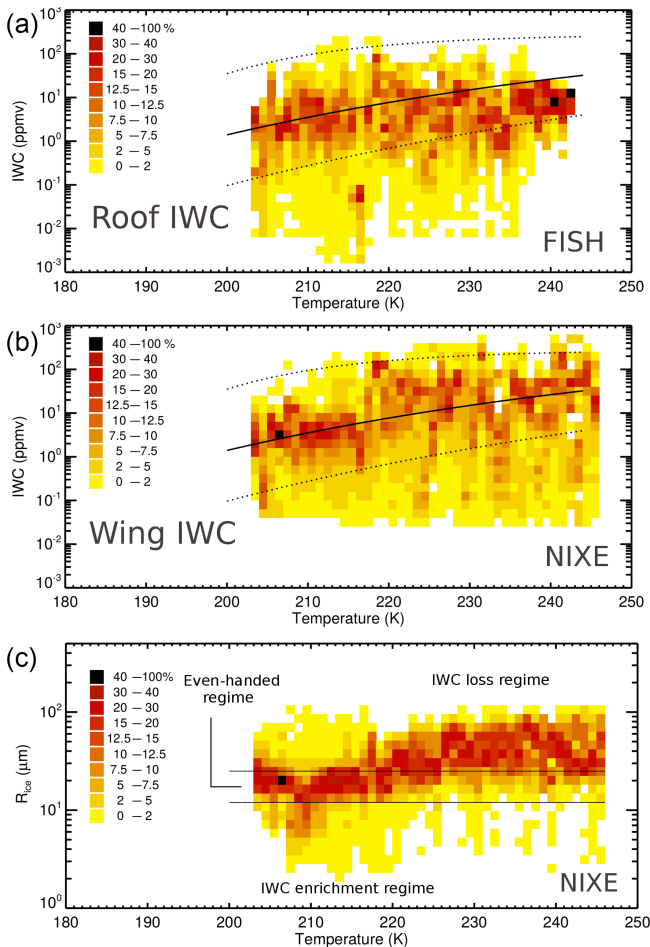 (a)
10³
10²
10¹
10⁰
10⁻¹
10⁻²
10⁻³
IWC (ppmv)
40 – 100 %
30 – 40
20 – 30
15 – 20
12.5 – 15
10 – 12.5
7.5 – 10
5 – 7.5
2 – 5
0 – 2
Roof IWC
FISH
180 190 200 210 220 230 240 250
Temperature (K)
(b)
10³
10²
10¹
10⁰
10⁻¹
10⁻²
10⁻³
IWC (ppmv)
40 – 100 %
30 – 40
20 – 30
15 – 20
12.5 – 15
10 – 12.5
7.5 – 10
5 – 7.5
2 – 5
0 – 2
Wing IWC
NIXE
180 190 200 210 220 230 240 250
Temperature (K)
(c)
10²
10¹
10⁰
R_ice (μm)
40 – 100%
30 – 40
20 – 30
15 – 20
12.5 – 15
10 – 12.5
7.5 – 10
5 – 7.5
2 – 5
0 – 2
Even-handed
regime
IWC loss regime
IWC enrichment regime
NIXE
180 190 200 210 220 230 240 250
Temperature (K)